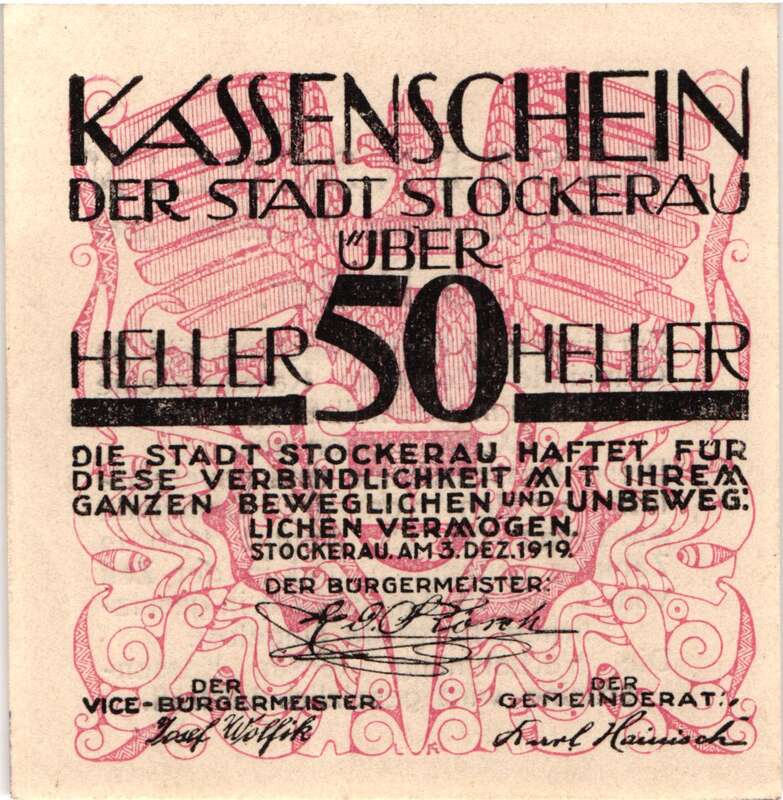 KASSENSCHEIN
DER STADT STOCKERAU
ÜBER
HELLER 50 HELLER
DIE STADT STOCKERAU HAFTET FÜR
DIESE VERBINDLICHKEIT MIT IHREM
GANZEN BEWEGLICHEN UND UNBEWEG:
LICHEN VERMÖGEN.
STOCKERAU, AM 3. DEZ. 1919.
DER BÜRGERMEISTER:
DER
VICE-BÜRGERMEISTER.
Josef Wolfik
DER
GEMEINDERAT:
Karl Hainisch